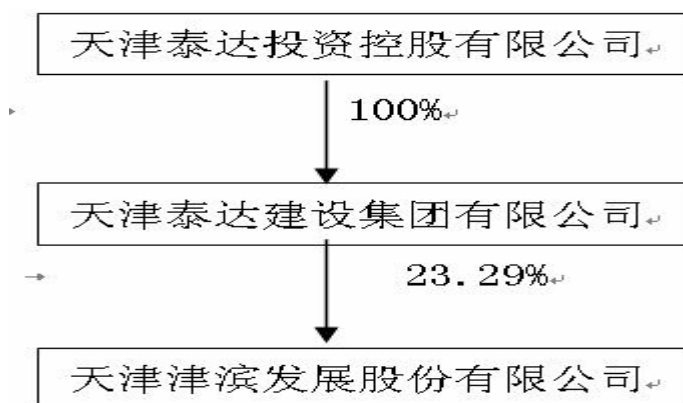 天津泰达投资控股有限公司
100%
天津泰达建设集团有限公司
23.29%
天津津滨发展股份有限公司